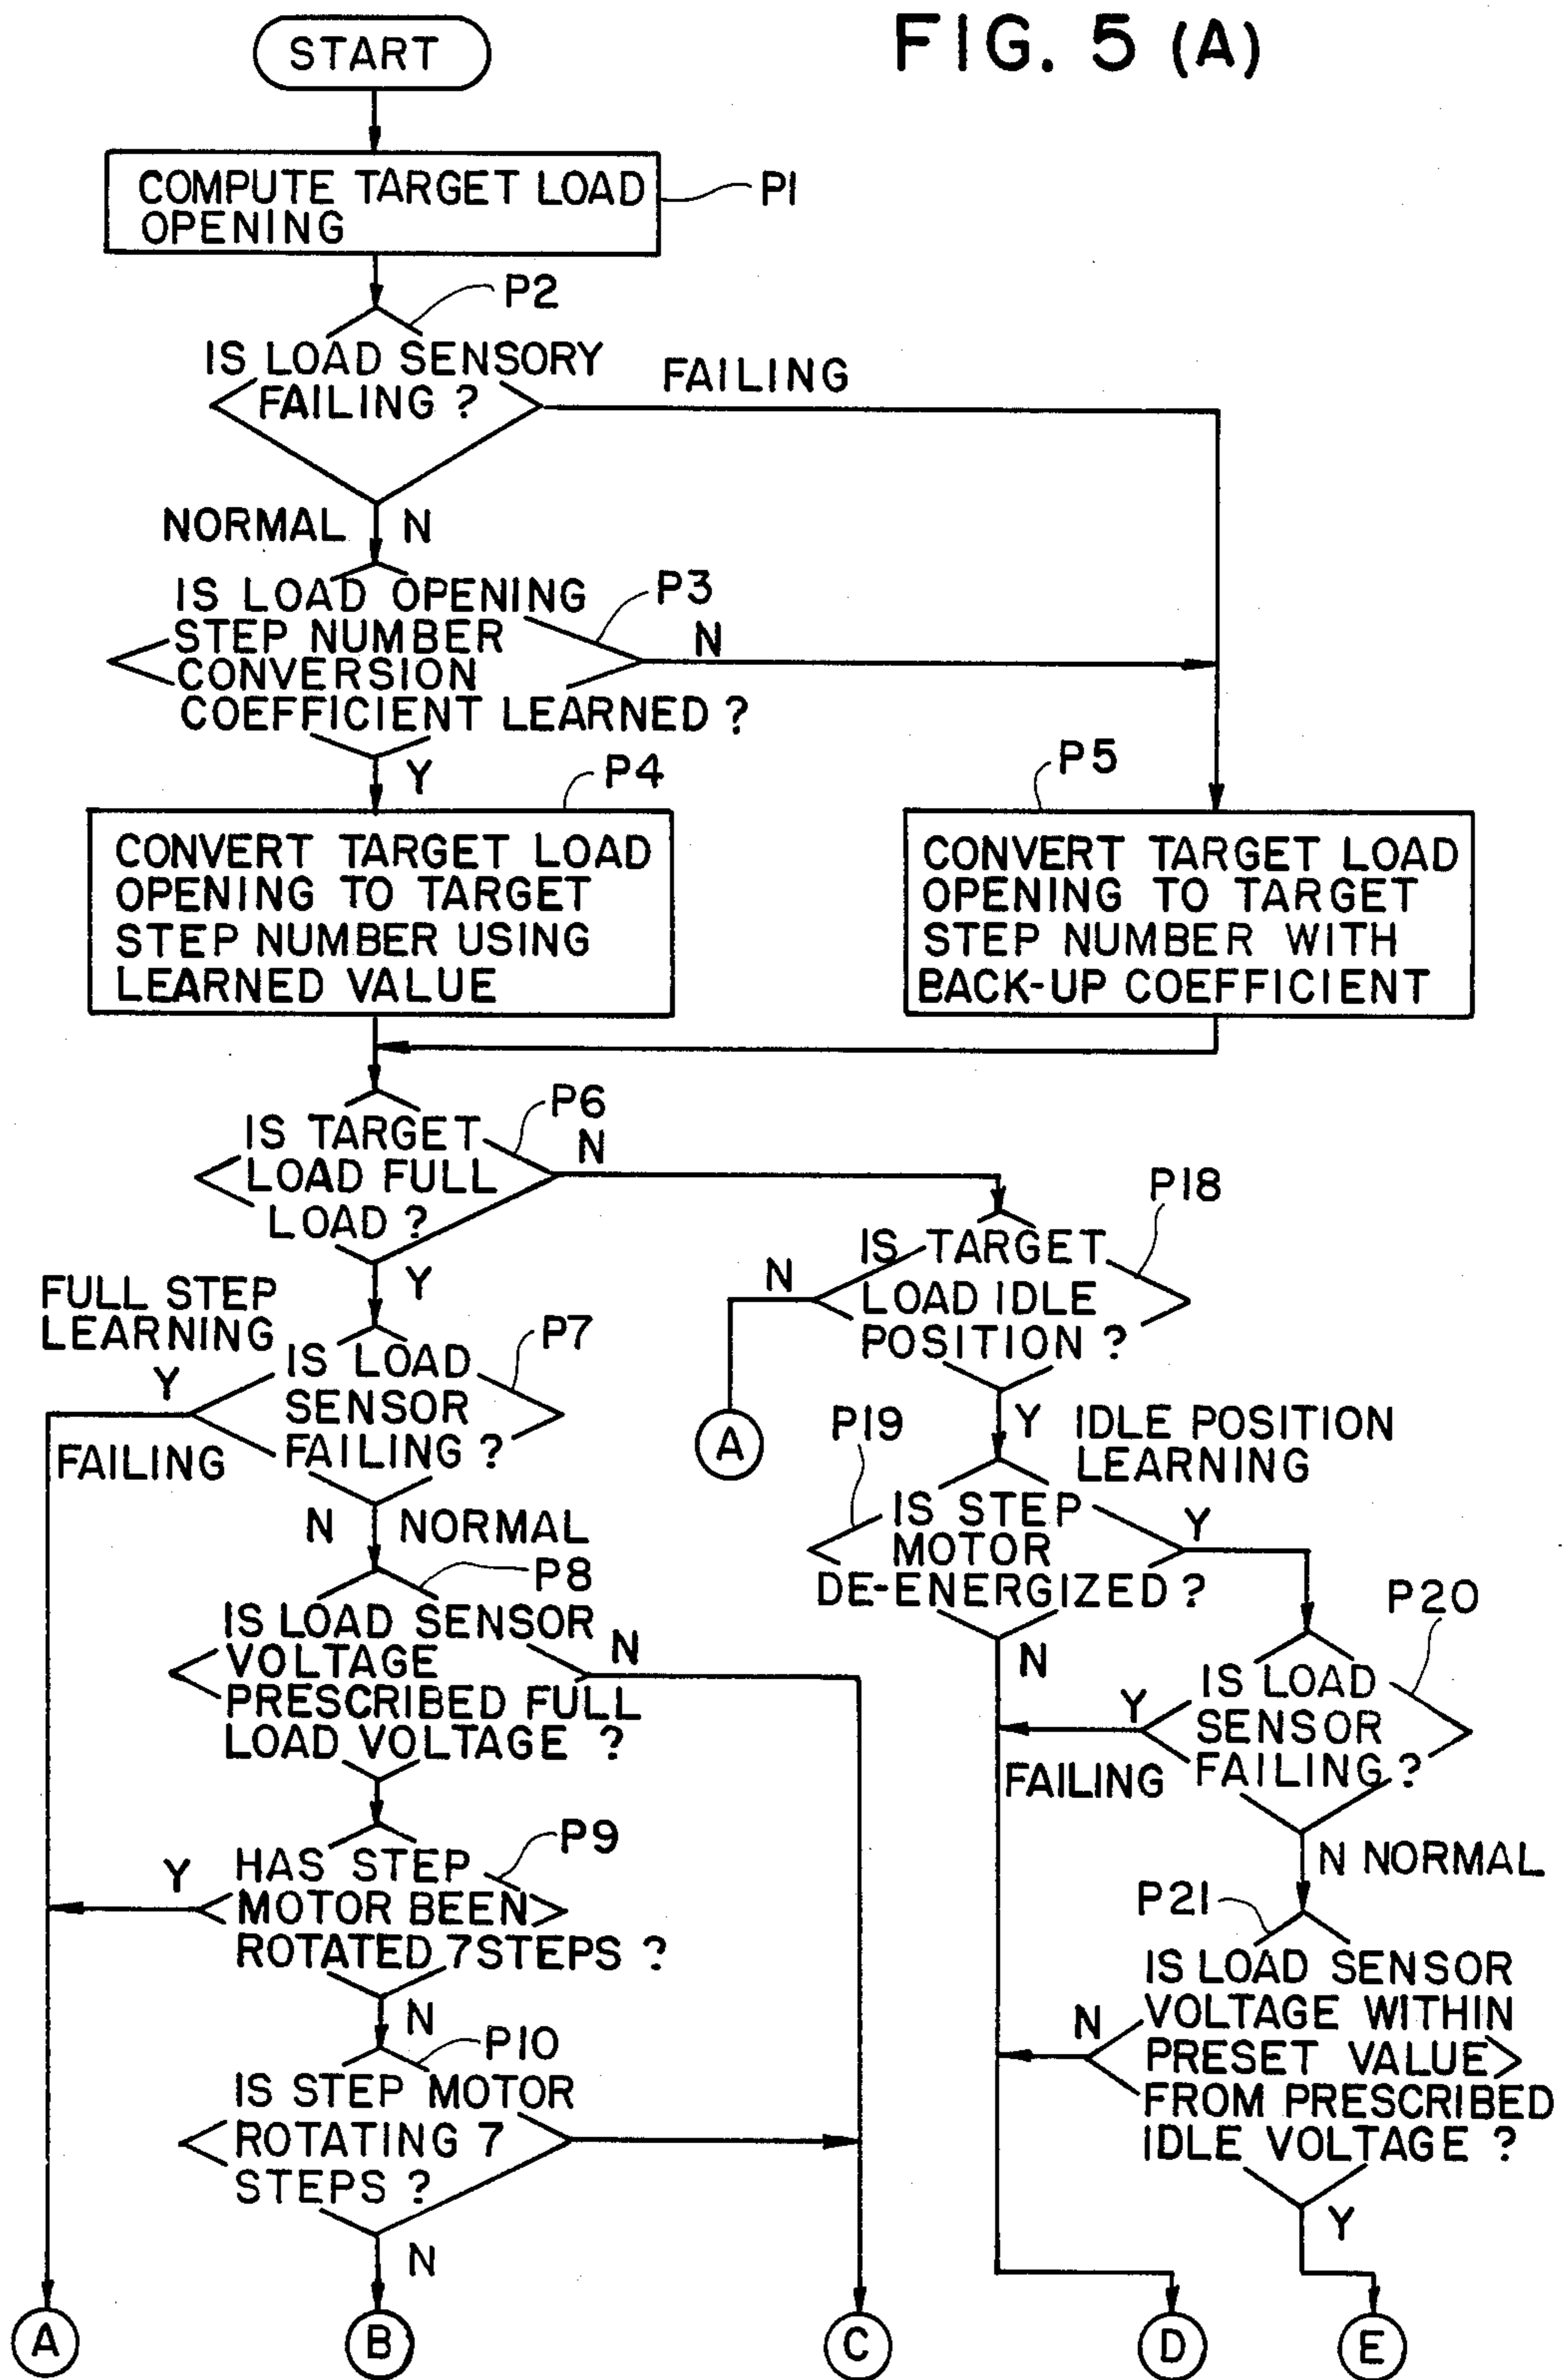 FIG. 5 (A)
START
COMPUTE TARGET LOAD
OPENING
P1
P2
IS LOAD SENSORY
FAILING ?
FAILING
NORMAL N
IS LOAD OPENING
STEP NUMBER
CONVERSION
COEFFICIENT LEARNED ?
P3
N
Y
P4
CONVERT TARGET LOAD
OPENING TO TARGET
STEP NUMBER USING
LEARNED VALUE
P5
CONVERT TARGET LOAD
OPENING TO TARGET
STEP NUMBER WITH
BACK-UP COEFFICIENT
P6
IS TARGET
LOAD FULL
LOAD ?
N
Y
FULL STEP
LEARNING
P7
IS LOAD
SENSOR
FAILING ?
Y
FAILING
N NORMAL
P8
IS LOAD SENSOR
VOLTAGE
PRESCRIBED FULL
LOAD VOLTAGE ?
N
P9
HAS STEP
MOTOR BEEN
ROTATED 7STEPS ?
Y
N
P10
IS STEP MOTOR
ROTATING 7
STEPS ?
N
P18
IS TARGET
LOAD IDLE
POSITION ?
N
A
Y
IDLE POSITION
LEARNING
P19
IS STEP
MOTOR
DE-ENERGIZED ?
Y
N
P20
IS LOAD
SENSOR
FAILING ?
Y
FAILING
N NORMAL
P21
IS LOAD SENSOR
VOLTAGE WITHIN
PRESET VALUE
FROM PRESCRIBED
IDLE VOLTAGE ?
N
Y
A
B
C
D
E